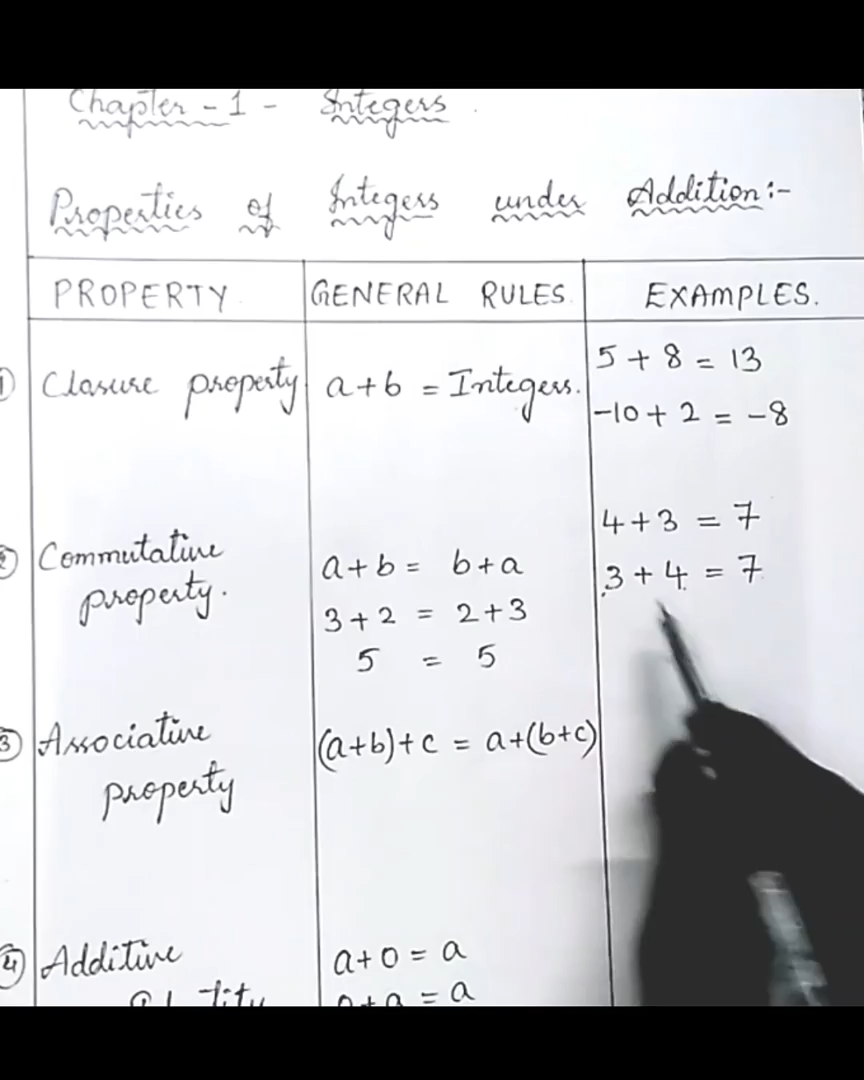 Chapter - 1 - Integers.
Properties of Integers under Addition:-
PROPERTY GENERAL RULES. EXAMPLES.
① Closure property a+b = Integers. 5 + 8 = 13
-10 + 2 = -8
4 + 3 = 7
② Commutative a+b = b+a 3 + 4 = 7
property. 3+2 = 2+3
5 = 5
③ Associative (a+b)+c = a+(b+c)
property
④ Additive a+0 = a
= a